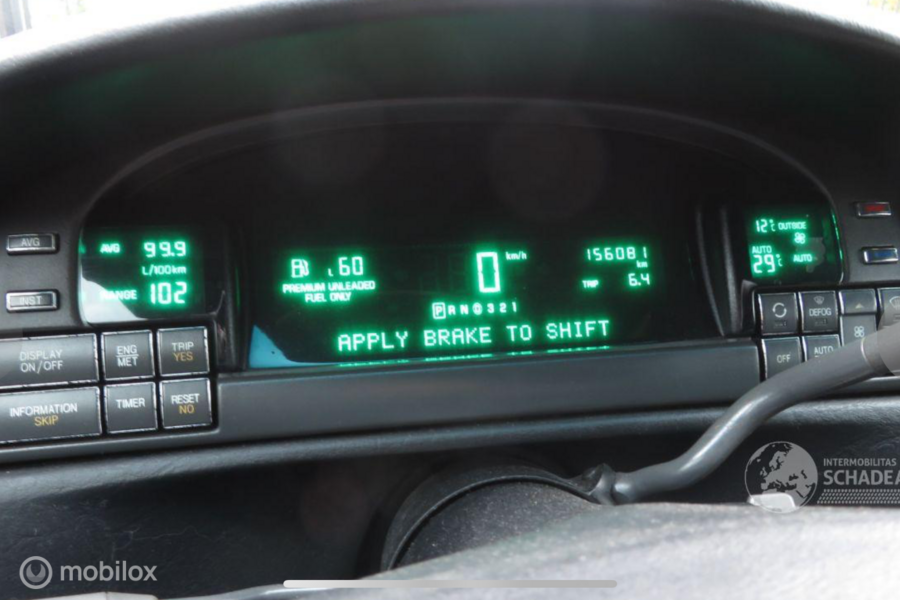 AVG
INST
AVG 99.9
L/100km
RANGE 102
DISPLAY
ON/OFF
ENG
MET
TRIP
YES
INFORMATION
SKIP
TIMER
RESET
NO
L 60
PREMIUM UNLEADED
FUEL ONLY
0 km/h
156081
km
TRIP 6.4
P R N D 3 2 1
APPLY BRAKE TO SHIFT
12°C OUTSIDE
AUTO
29°C AUTO
DEFOG
OFF
AUTO
INTERMOBILITAS
SCHADEA
mobilox